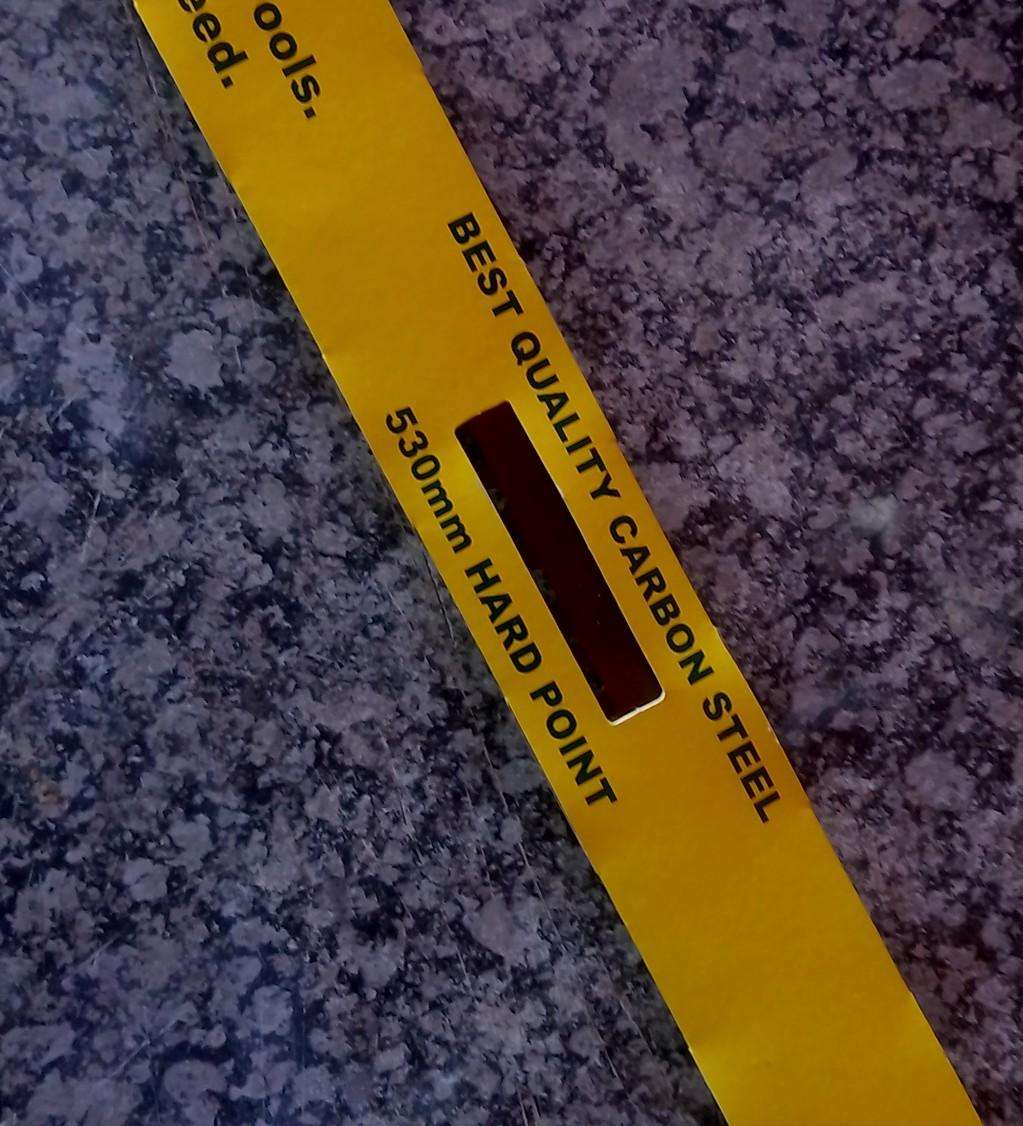 ools.
eed.
BEST QUALITY CARBON STEEL
530mm HARD POINT